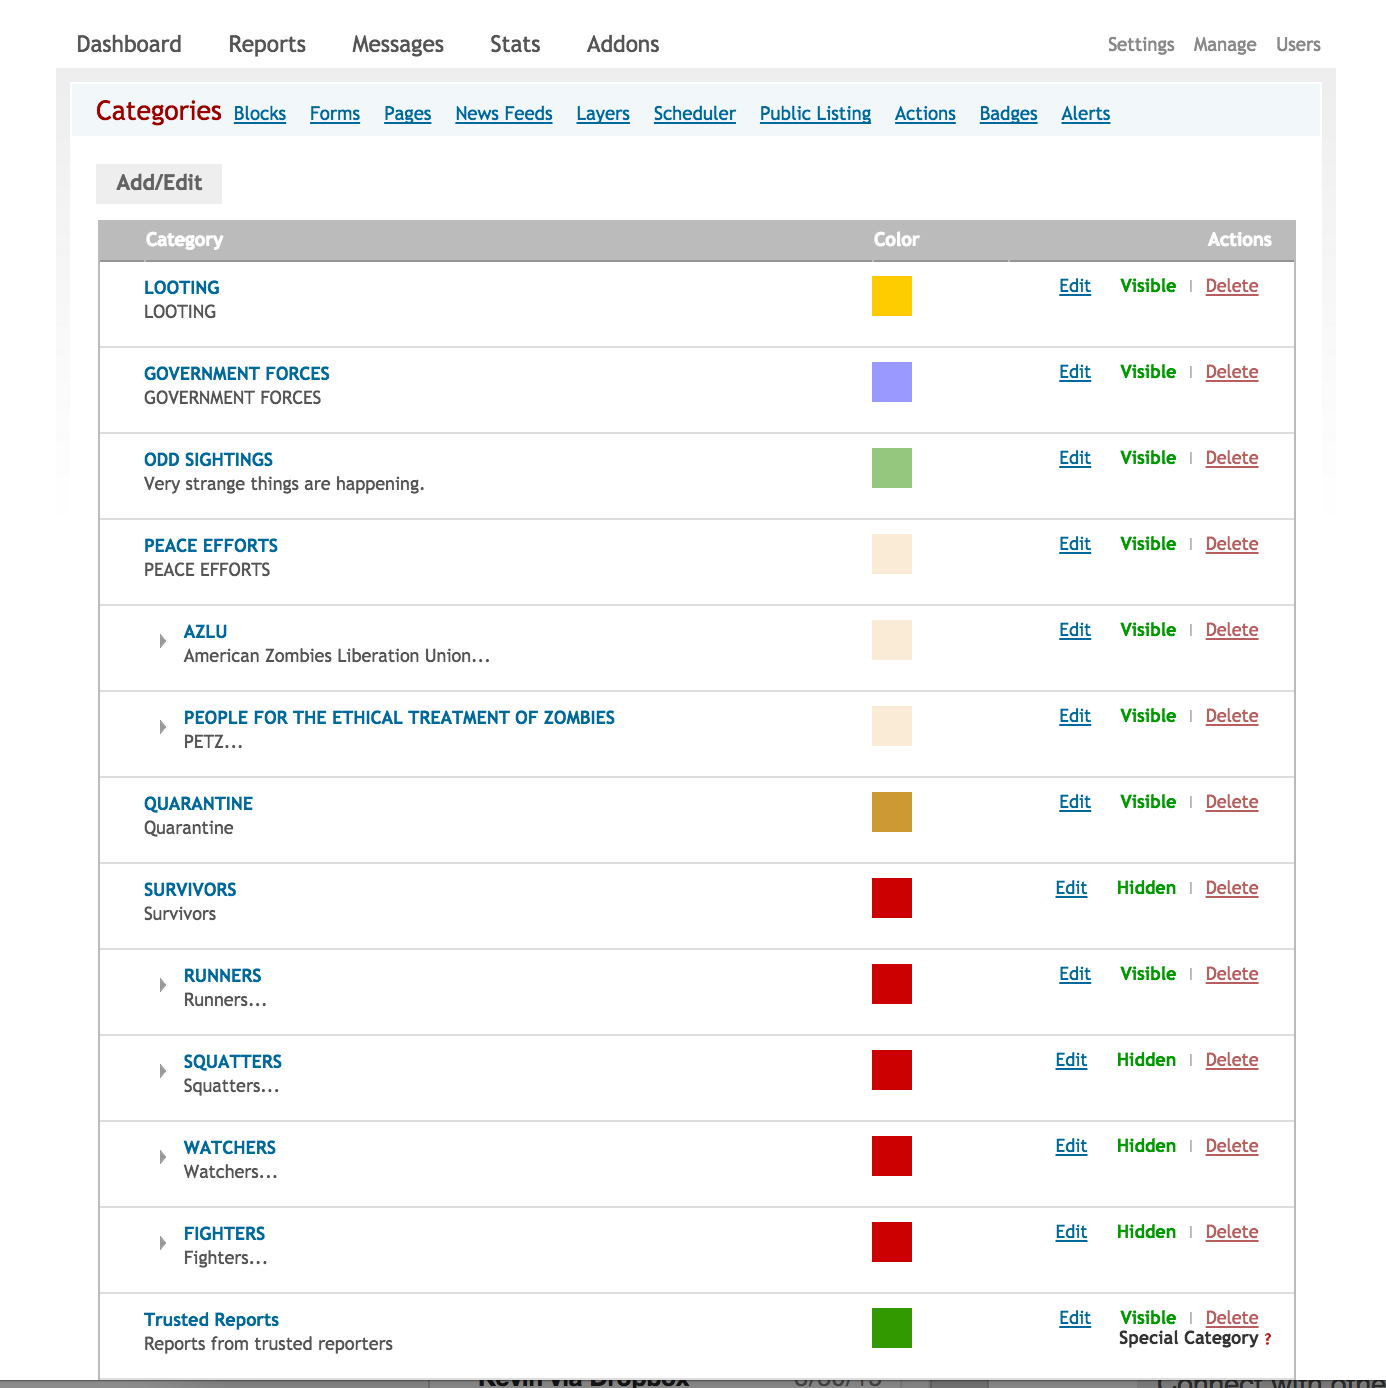 Dashboard Reports Messages Stats Addons Settings Manage Users
Categories Blocks Forms Pages News Feeds Layers Scheduler Public Listing Actions Badges Alerts
Add/Edit
Category Color Actions
LOOTING Edit Visible | Delete
LOOTING
GOVERNMENT FORCES Edit Visible | Delete
GOVERNMENT FORCES
ODD SIGHTINGS Edit Visible | Delete
Very strange things are happening.
PEACE EFFORTS Edit Visible | Delete
PEACE EFFORTS
AZLU Edit Visible | Delete
American Zombies Liberation Union...
PEOPLE FOR THE ETHICAL TREATMENT OF ZOMBIES Edit Visible | Delete
PETZ...
QUARANTINE Edit Visible | Delete
Quarantine
SURVIVORS Edit Hidden | Delete
Survivors
RUNNERS Edit Visible | Delete
Runners...
SQUATTERS Edit Hidden | Delete
Squatters...
WATCHERS Edit Hidden | Delete
Watchers...
FIGHTERS Edit Hidden | Delete
Fighters...
Trusted Reports Edit Visible | Delete
Reports from trusted reporters Special Category ?
Kevin via Dropbox Connect with